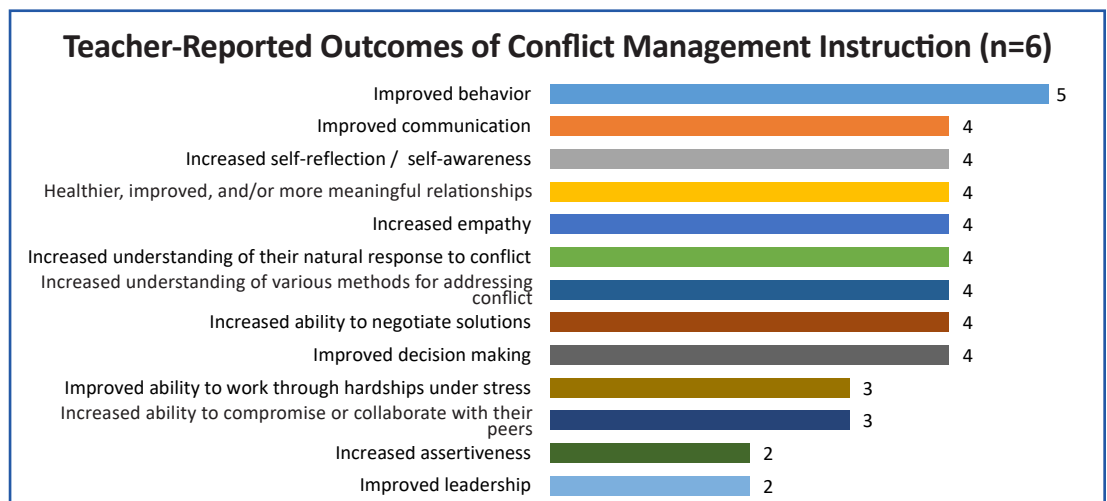 Teacher-Reported Outcomes of Conflict Management Instruction (n=6)
Improved behavior 5
Improved communication 4
Increased self-reflection / self-awareness 4
Healthier, improved, and/or more meaningful relationships 4
Increased empathy 4
Increased understanding of their natural response to conflict 4
Increased understanding of various methods for addressing
conflict 4
Increased ability to negotiate solutions 4
Improved decision making 4
Improved ability to work through hardships under stress 3
Increased ability to compromise or collaborate with their
peers 3
Increased assertiveness 2
Improved leadership 2